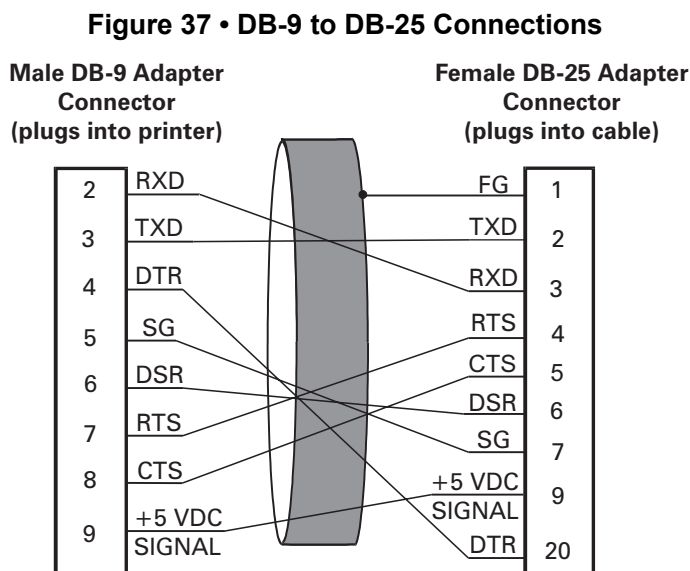 Figure 37 • DB-9 to DB-25 Connections
Male DB-9 Adapter
Connector
(plugs into printer)
Female DB-25 Adapter
Connector
(plugs into cable)
2 RXD
3 TXD
4 DTR
5 SG
6 DSR
7 RTS
8 CTS
9 +5 VDC
SIGNAL
FG 1
TXD 2
RXD 3
RTS 4
CTS 5
DSR 6
SG 7
+5 VDC 9
SIGNAL
DTR 20